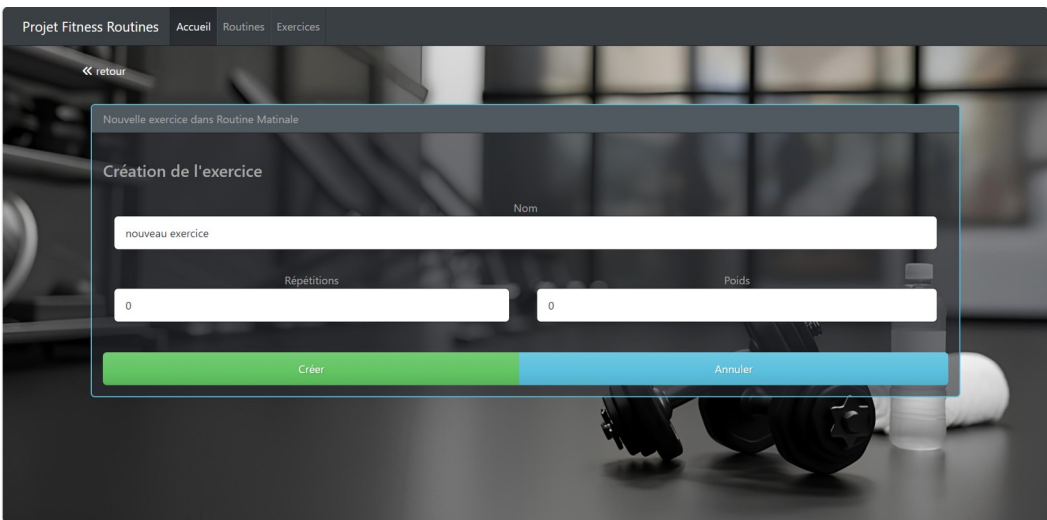 Projet Fitness Routines Accueil Routines Exercices
retour
Nouvelle exercice dans Routine Matinale
Création de l'exercice
Nom
nouveau exercice
Répétitions Poids
0 0
Créer Annuler